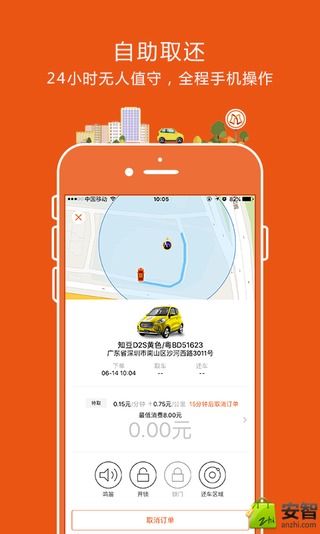 自助取还
24小时无人值守，全程手机操作
中国移动
10:05
82%
知豆D2S黄色/粤BD51623
广东省深圳市南山区沙河西路3011号
下单 取车 还车
06-14 10:04 -- --
待取 0.15元/分钟 +0.75元/公里 15分钟后取消订单
最低消费8.00元
0.00元
鸣笛 开锁 锁门 还车区域
取消订单
安智
anzhi.com
zhi